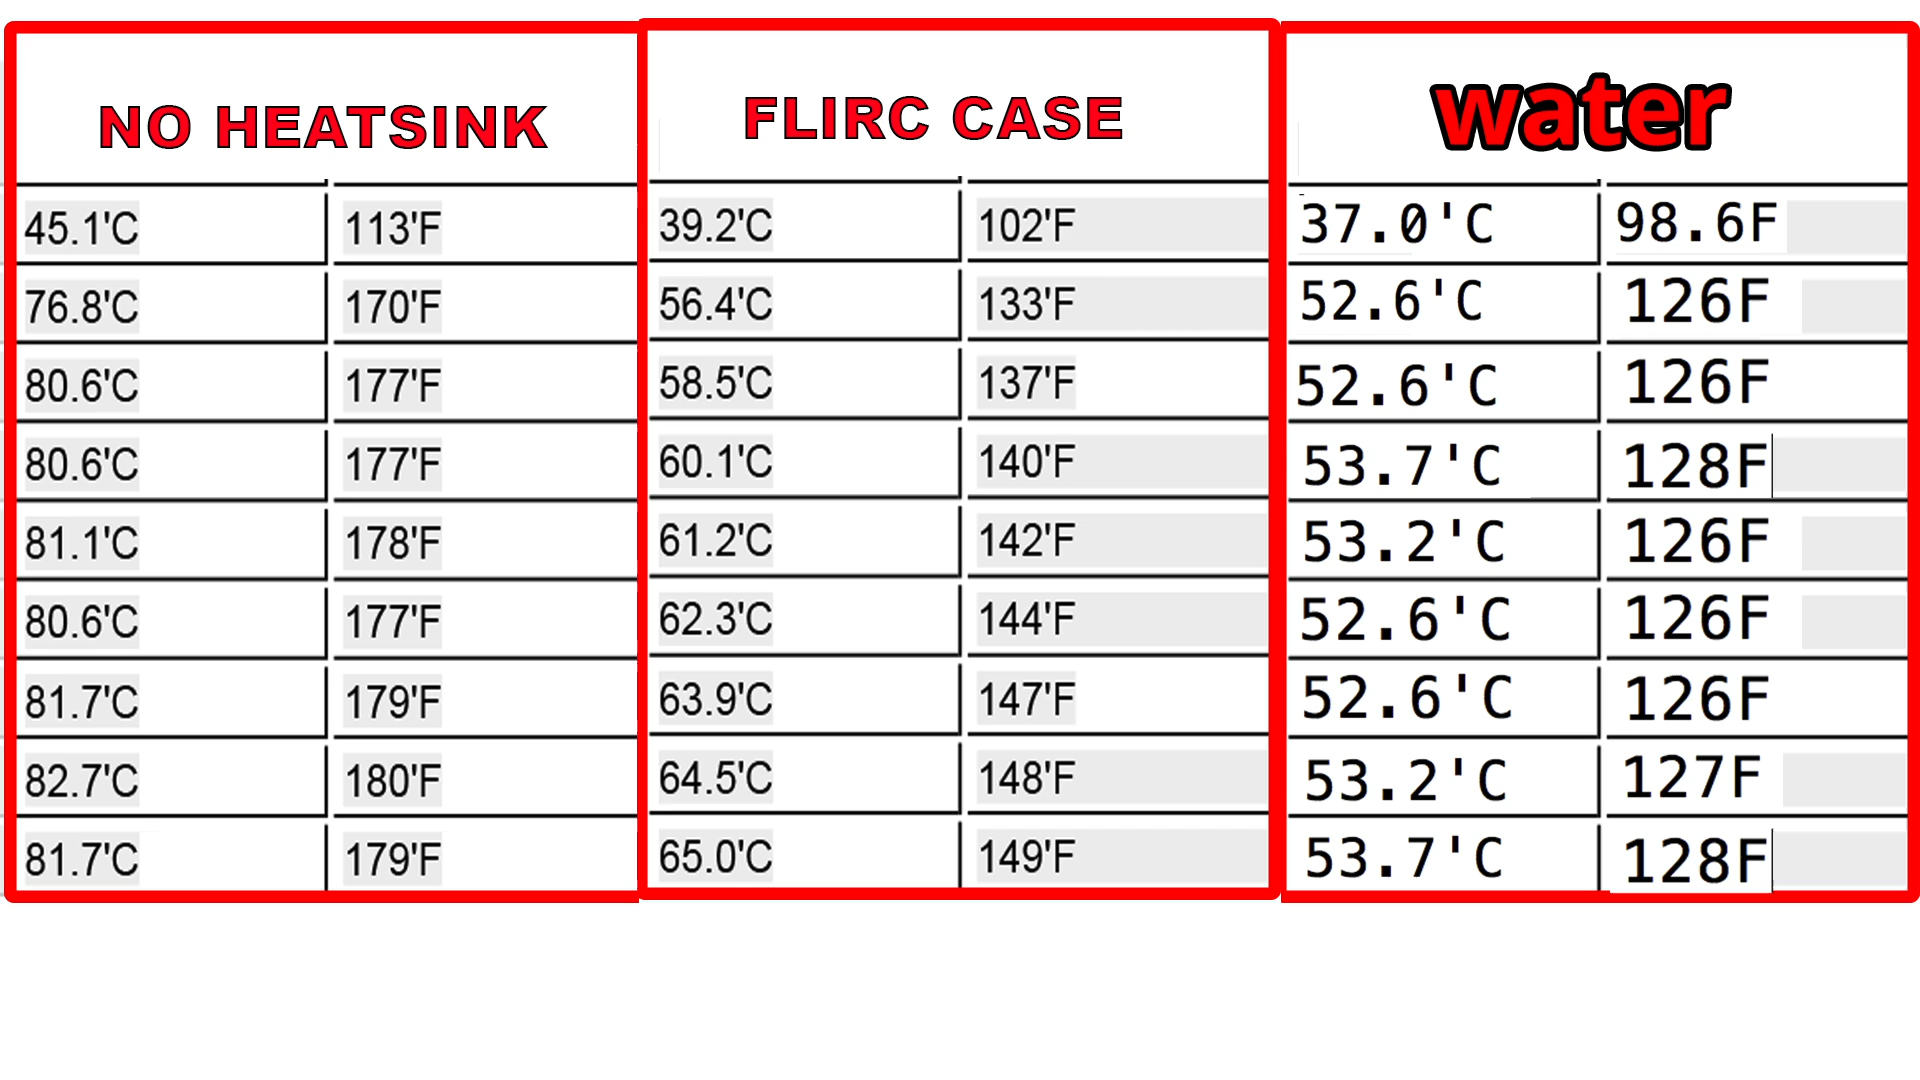 NO HEATSINK FLIRC CASE water
45.1'C 113'F 39.2'C 102'F 37.0'C 98.6F
76.8'C 170'F 56.4'C 133'F 52.6'C 126F
80.6'C 177'F 58.5'C 137'F 52.6'C 126F
80.6'C 177'F 60.1'C 140'F 53.7'C 128F
81.1'C 178'F 61.2'C 142'F 53.2'C 126F
80.6'C 177'F 62.3'C 144'F 52.6'C 126F
81.7'C 179'F 63.9'C 147'F 52.6'C 126F
82.7'C 180'F 64.5'C 148'F 53.2'C 127F
81.7'C 179'F 65.0'C 149'F 53.7'C 128F